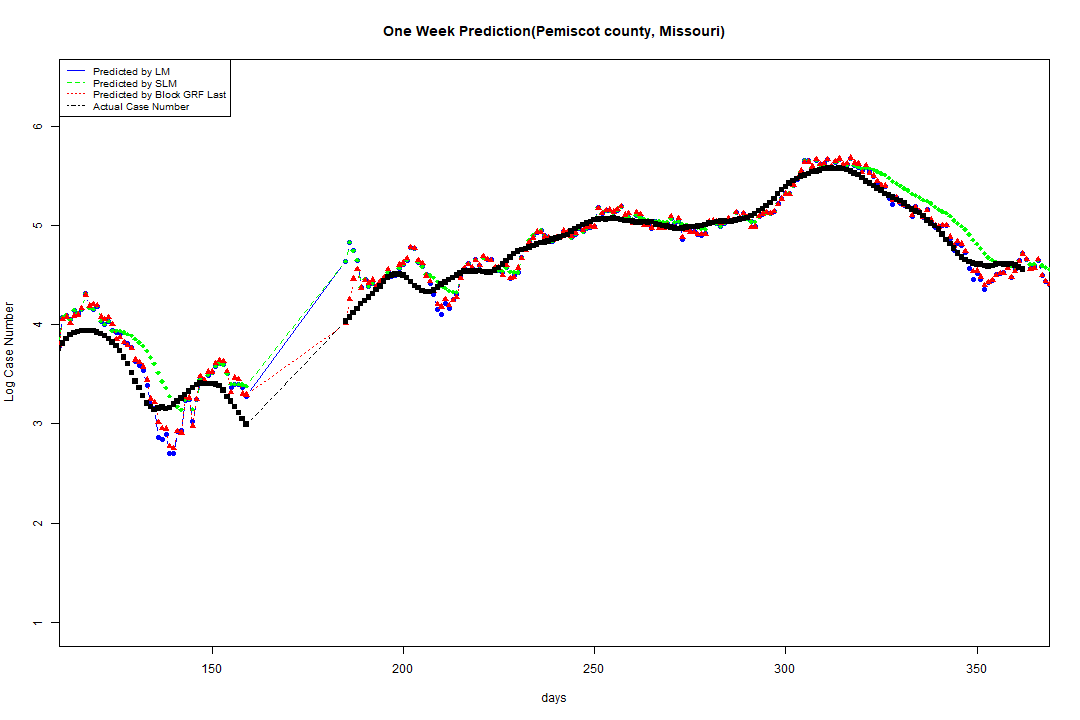 One Week Prediction(Pemiscot county, Missouri)
Predicted by LM
Predicted by SLM
Predicted by Block GRF Last
Actual Case Number
6
5
4
3
2
1
Log Case Number
150 200 250 300 350
days